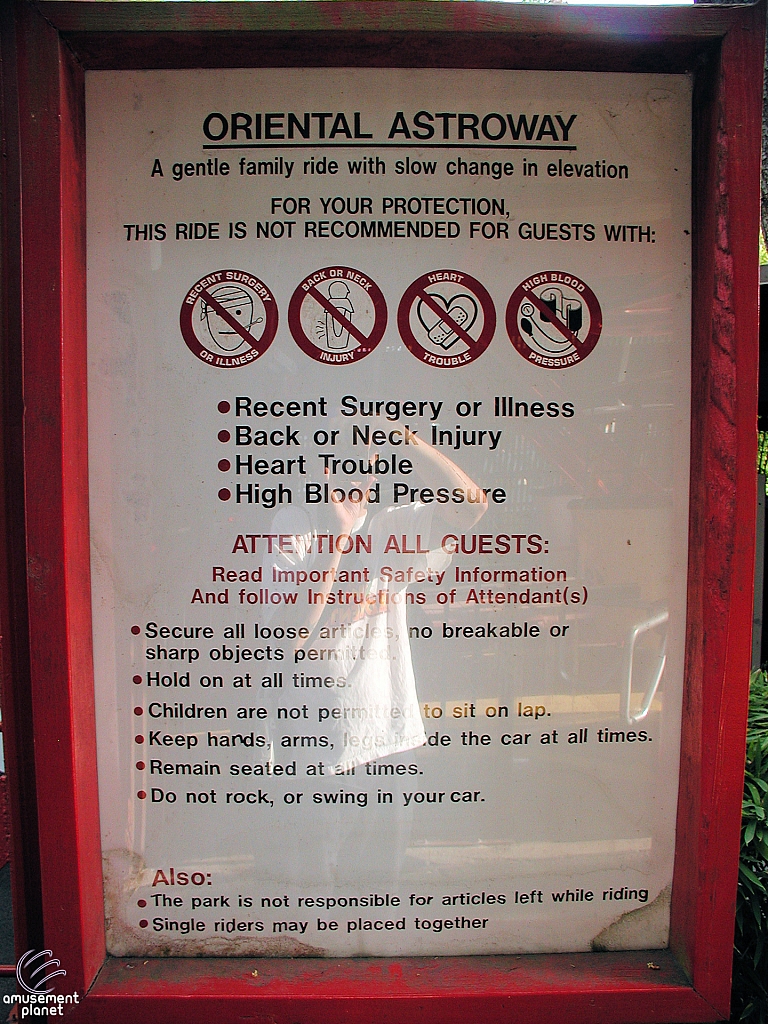 ORIENTAL ASTROWAY
A gentle family ride with slow change in elevation
FOR YOUR PROTECTION,
THIS RIDE IS NOT RECOMMENDED FOR GUESTS WITH:
RECENT SURGERY OR ILLNESS
BACK OR NECK INJURY
HEART TROUBLE
HIGH BLOOD PRESSURE
•Recent Surgery or Illness
•Back or Neck Injury
•Heart Trouble
•High Blood Pressure
ATTENTION ALL GUESTS:
Read Important Safety Information
And follow Instructions of Attendant(s)
•Secure all loose articles, no breakable or
sharp objects permitted.
•Hold on at all times.
•Children are not permitted to sit on lap.
•Keep hands, arms, legs inside the car at all times.
•Remain seated at all times.
•Do not rock, or swing in your car.
Also:
•The park is not responsible for articles left while riding
•Single riders may be placed together
amusement
planet